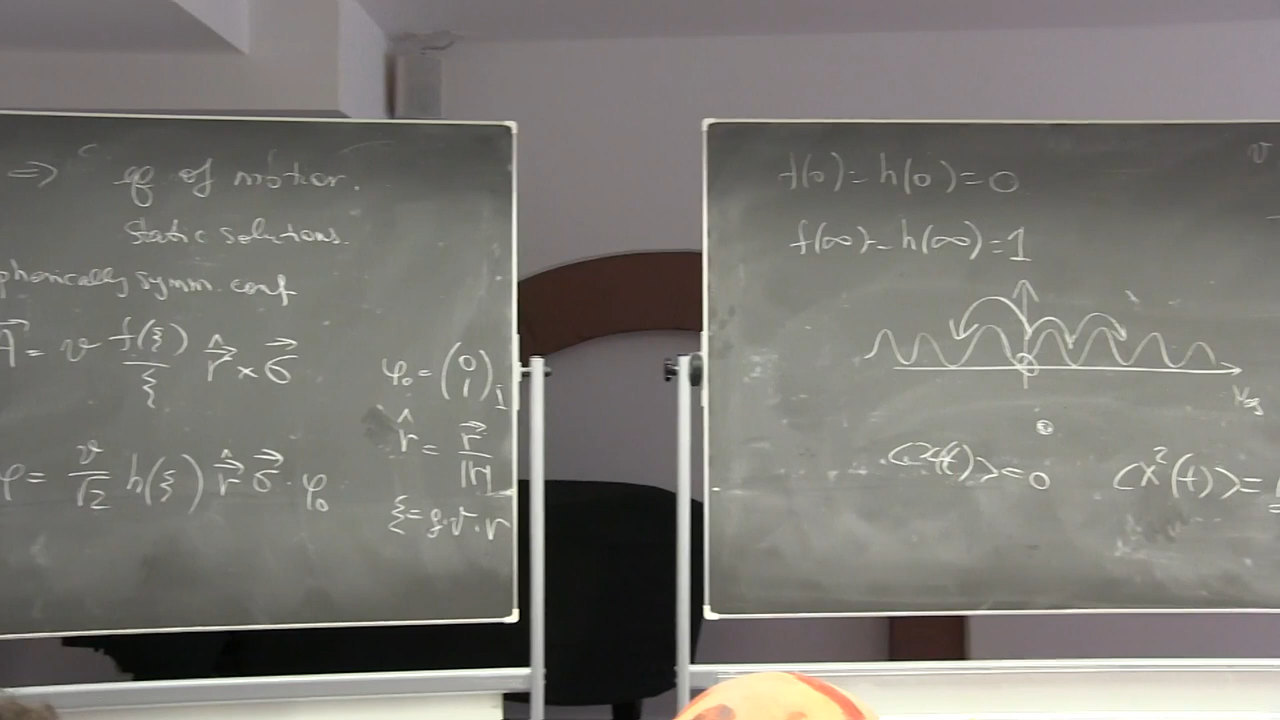 ⇒ eq of motion.
Static solutions.
pherically symm. conf
A⃗ = v f(ξ)/ξ r̂⃗ × σ⃗
φ = v/√2 h(ξ) r̂⃗ σ⃗ · φ₀
φ₀ = (0 1)
r̂ = r⃗/|r⃗|
ξ = g·v·r
f(0) = h(0) = 0
f(∞) = h(∞) = 1
v
⟨x(t)⟩ = 0
⟨x²(t)⟩ =